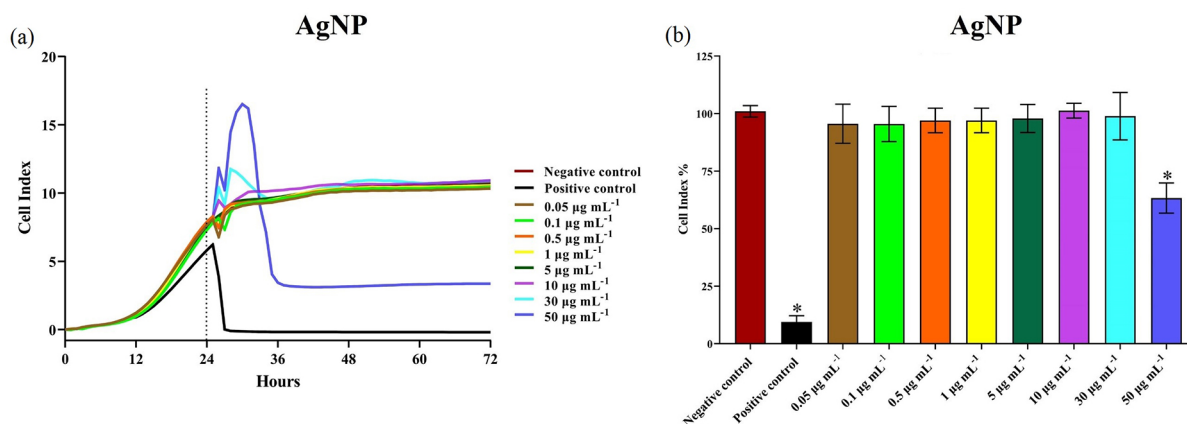 (a)
AgNP
20
15
10
5
0
0 12 24 36 48 60 72
Cell Index
Hours
Negative control
Positive control
0.05 µg mL⁻¹
0.1 µg mL⁻¹
0.5 µg mL⁻¹
1 µg mL⁻¹
5 µg mL⁻¹
10 µg mL⁻¹
30 µg mL⁻¹
50 µg mL⁻¹
(b)
AgNP
125
100
75
50
25
0
Cell Index %
*
*
Negative control
Positive control
0.05 µg mL⁻¹
0.1 µg mL⁻¹
0.5 µg mL⁻¹
1 µg mL⁻¹
5 µg mL⁻¹
10 µg mL⁻¹
30 µg mL⁻¹
50 µg mL⁻¹